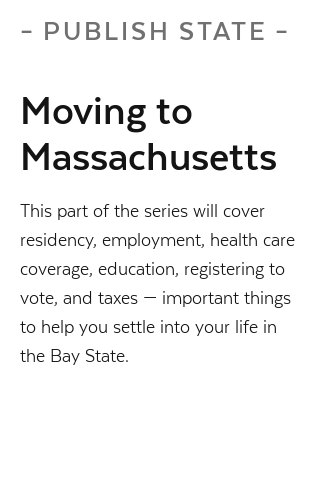 – PUBLISH STATE –
Moving to
Massachusetts
This part of the series will cover
residency, employment, health care
coverage, education, registering to
vote, and taxes — important things
to help you settle into your life in
the Bay State.